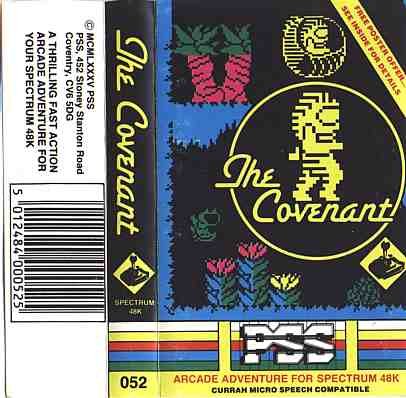 © MCMLXXXV PSS
PSS, 452 Stoney Stanton Road
Coventry, CV6 5DG
A THRILLING FAST ACTION
ARCADE ADVENTURE FOR
YOUR SPECTRUM 48K
5 012484 000525
The Covenant
SPECTRUM
48K
052
FREE POSTER OFFER.
SEE INSIDE FOR DETAILS
The
Covenant
PSS
ARCADE ADVENTURE FOR SPECTRUM 48K
CURRAH MICRO SPEECH COMPATIBLE